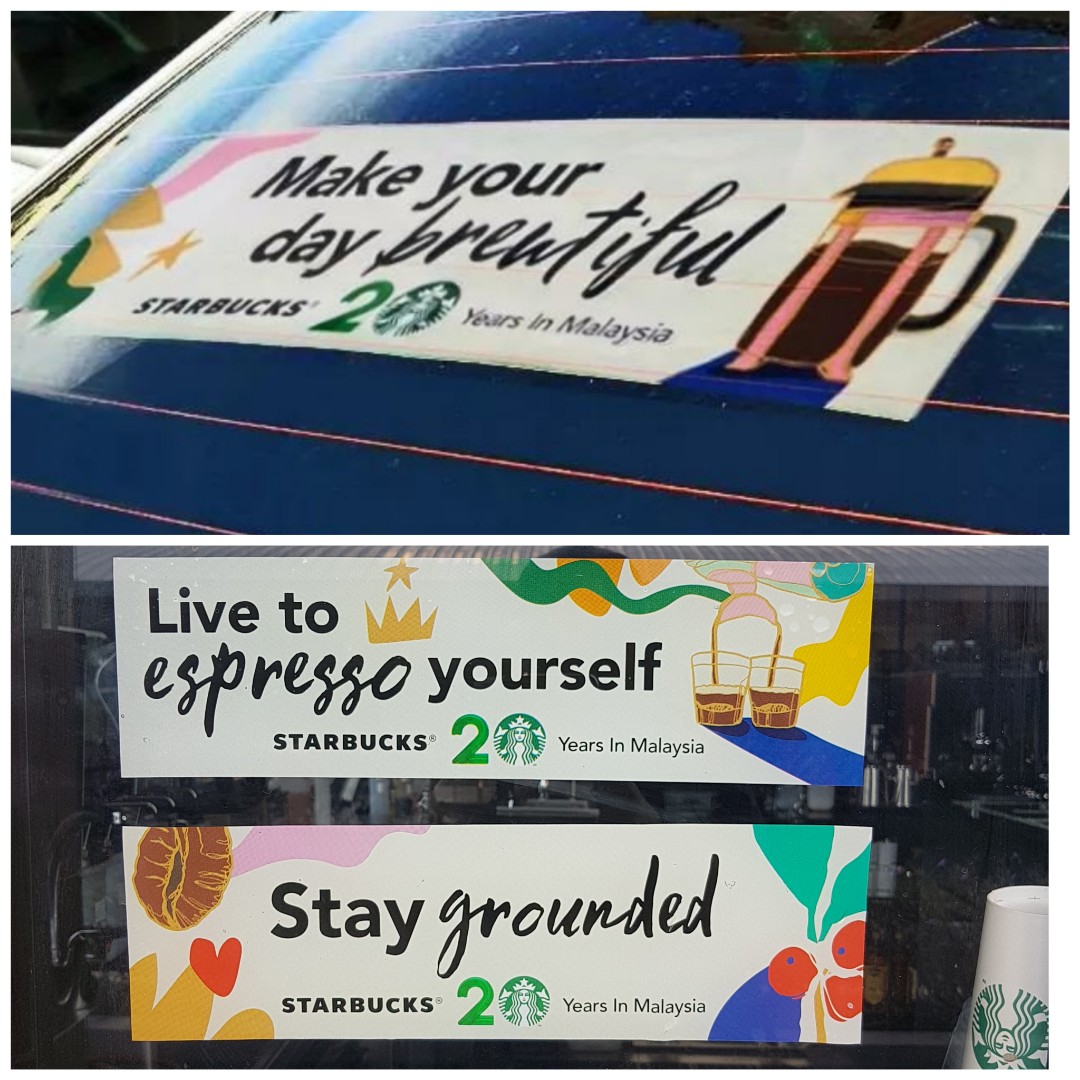 Make your
day brewtiful
STARBUCKS® 20 Years In Malaysia
Live to
espresso yourself
STARBUCKS® 20 Years In Malaysia
Stay grounded
STARBUCKS® 20 Years In Malaysia